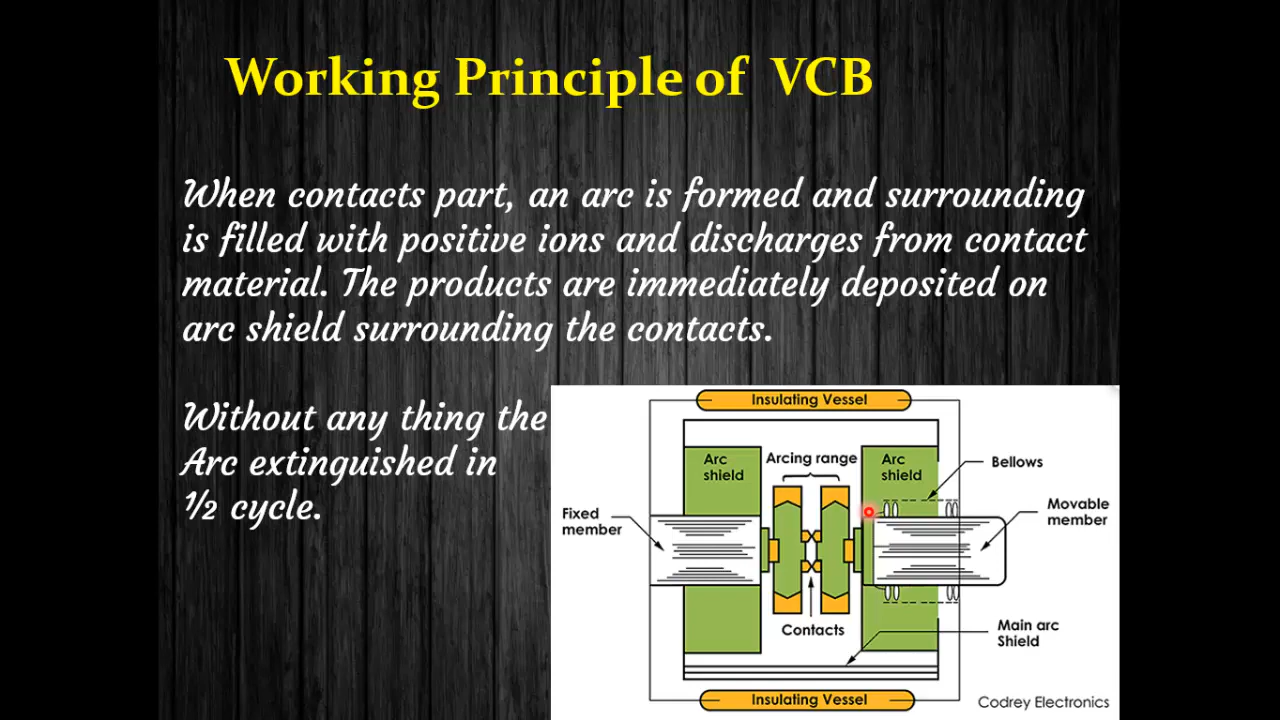 Working Principle of VCB
When contacts part, an arc is formed and surrounding
is filled with positive ions and discharges from contact
material. The products are immediately deposited on
arc shield surrounding the contacts.
Without any thing the
Arc extinguished in
½ cycle.
Insulating Vessel
Arc
shield
Arcing range
Arc
shield
Bellows
Fixed
member
Movable
member
Contacts
Main arc
Shield
Insulating Vessel
Codrey Electronics